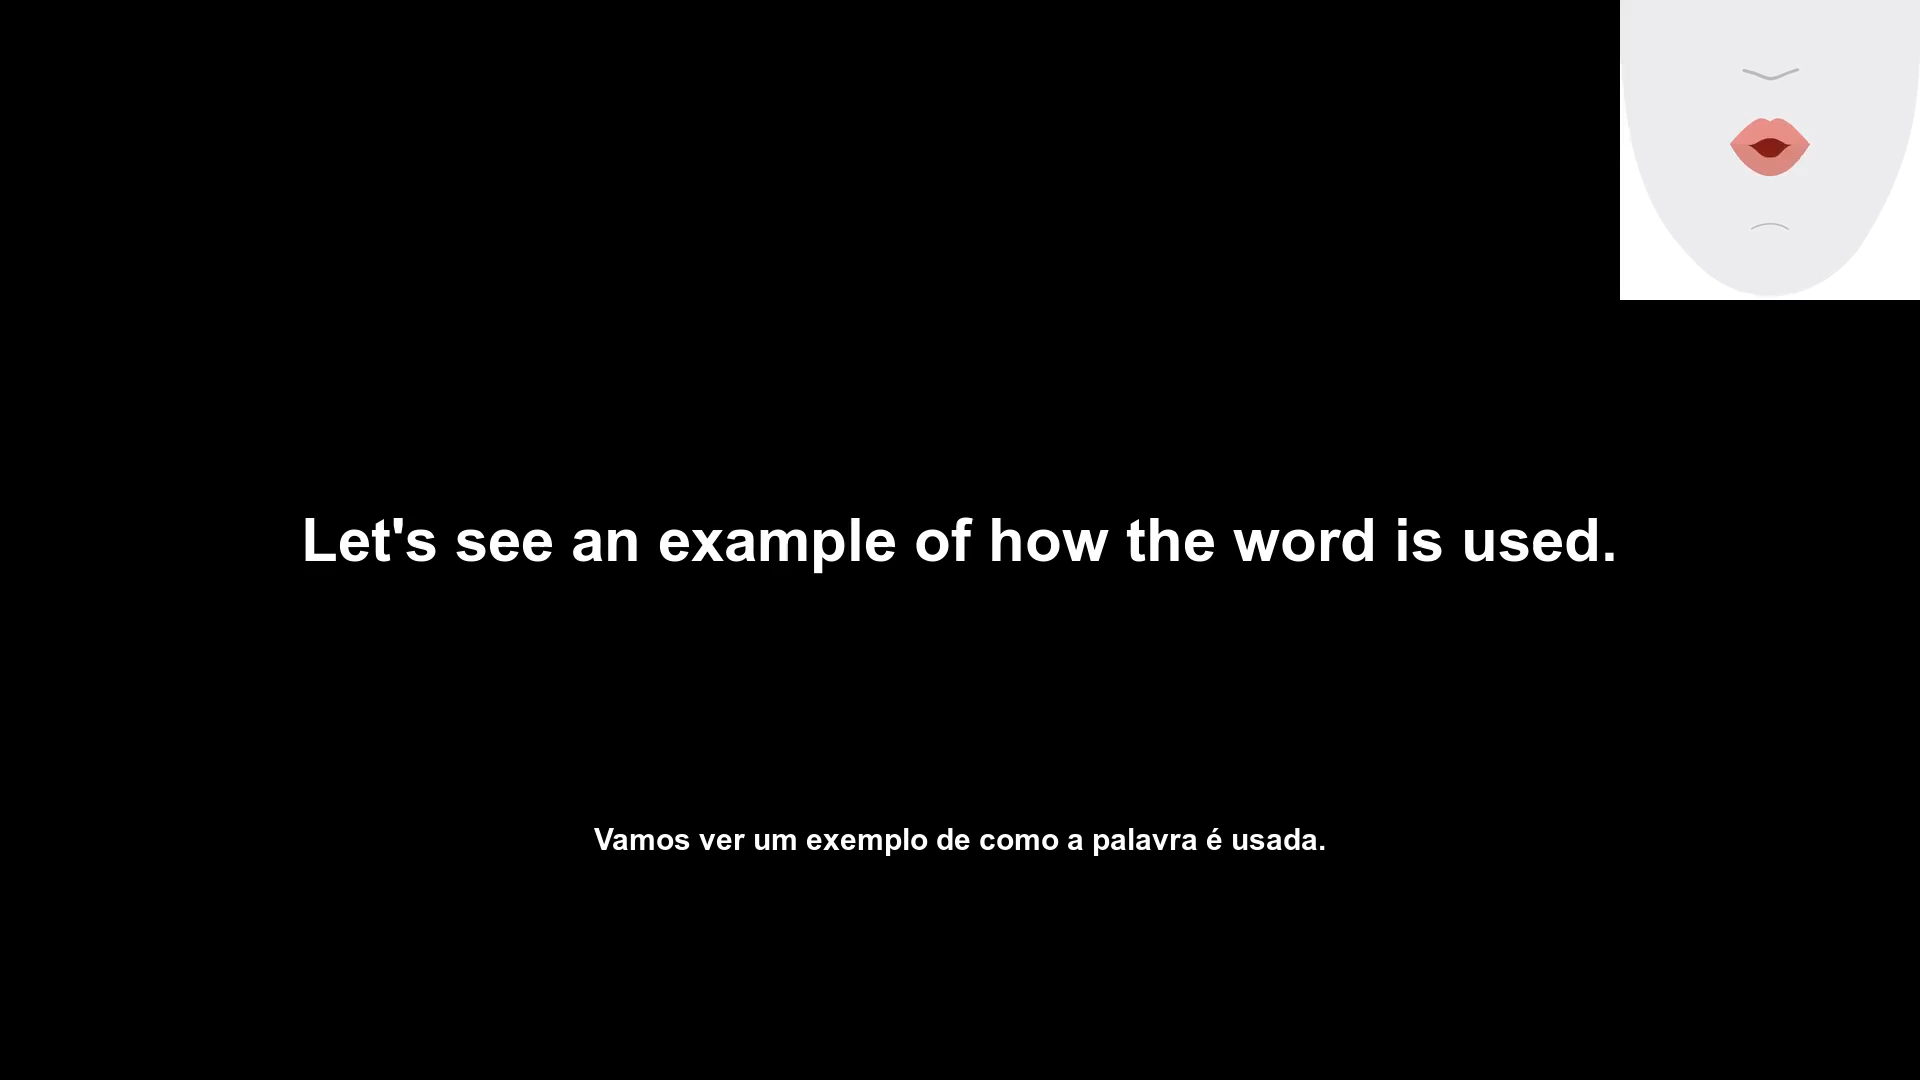 Let's see an example of how the word is used.
Vamos ver um exemplo de como a palavra é usada.